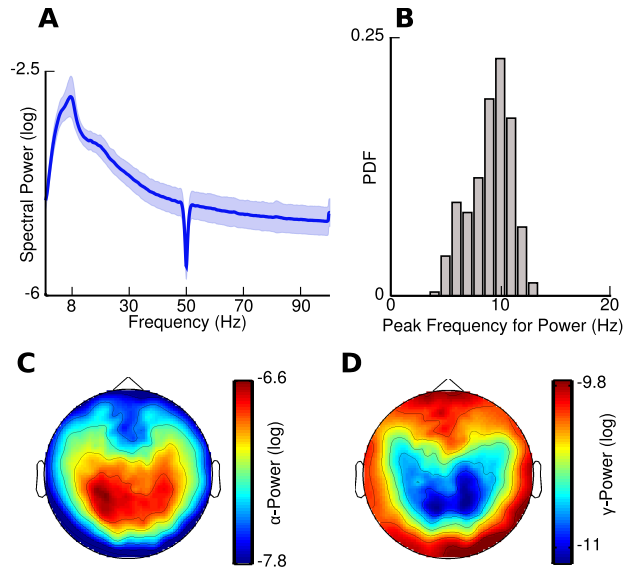 A
-2.5
Spectral Power (log)
-6
8 30 50 70 90
Frequency (Hz)
B
0.25
PDF
0
0 10 20
Peak Frequency for Power (Hz)
C
-6.6
α-Power (log)
-7.8
D
-9.8
γ-Power (log)
-11